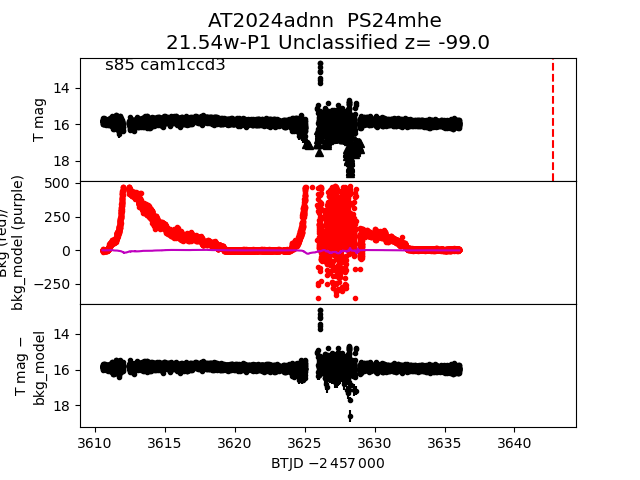 AT2024adnn  PS24mhe
21.54w-P1 Unclassified z= -99.0
s85 cam1ccd3
14
16
18
T mag
500
250
0
−250
Bkg (red)/
bkg_model (purple)
14
16
18
T mag −
bkg_model
3610 3615 3620 3625 3630 3635 3640
BTJD −2 457 000